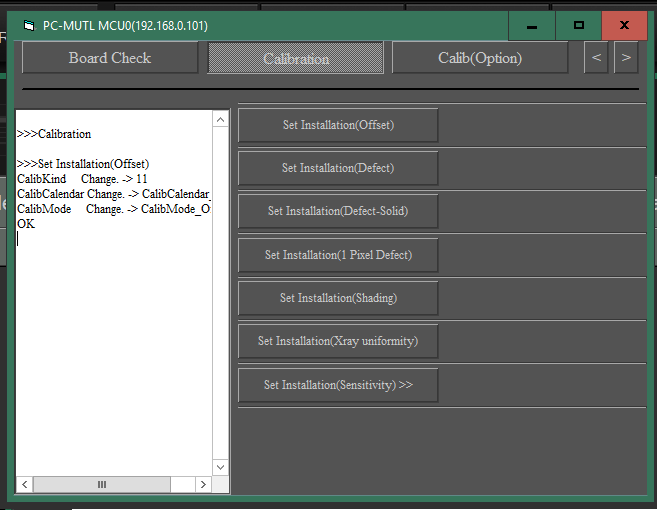 PC-MUTL MCU0(192.168.0.101)
Board Check
Calibration
Calib(Option)
<
>
>>>Calibration
>>>Set Installation(Offset)
CalibKind Change. -> 11
CalibCalendar Change. -> CalibCalendar_
CalibMode Change. -> CalibMode_O
OK
Set Installation(Offset)
Set Installation(Defect)
Set Installation(Defect-Solid)
Set Installation(1 Pixel Defect)
Set Installation(Shading)
Set Installation(Xray uniformity)
Set Installation(Sensitivity) >>